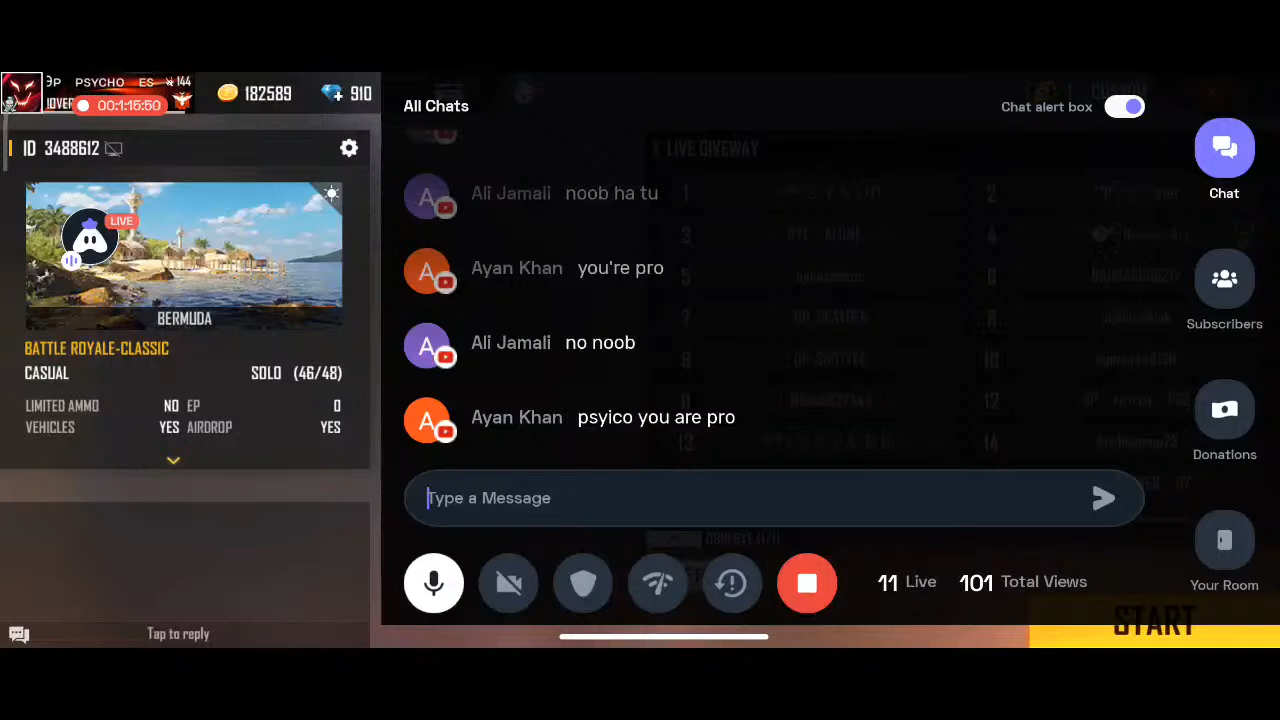 PSYCHO ES 144
00:1:15:50
182589
910
ID 3488612
LIVE
BERMUDA
BATTLE ROYALE-CLASSIC
CASUAL SOLO (46/48)
LIMITED AMMO NO EP 0
VEHICLES YES AIRDROP YES
Tap to reply
All Chats
Chat alert box
LIVE GIVEAWAY
A Ali Jamali noob ha tu
A Ayan Khan you're pro
A Ali Jamali no noob
A Ayan Khan psyico you are pro
Type a Message
11 Live 101 Total Views
Chat
Subscribers
Donations
Your Room
START